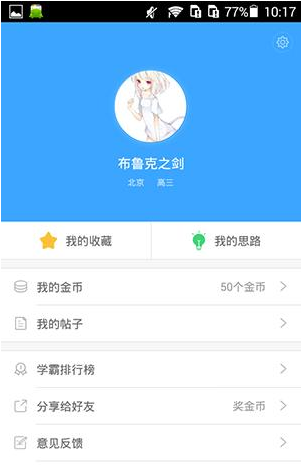 77% 10:17
布鲁克之剑
北京 高三
我的收藏 我的思路
我的金币 50个金币
我的帖子
学霸排行榜
分享给好友 奖金币
意见反馈